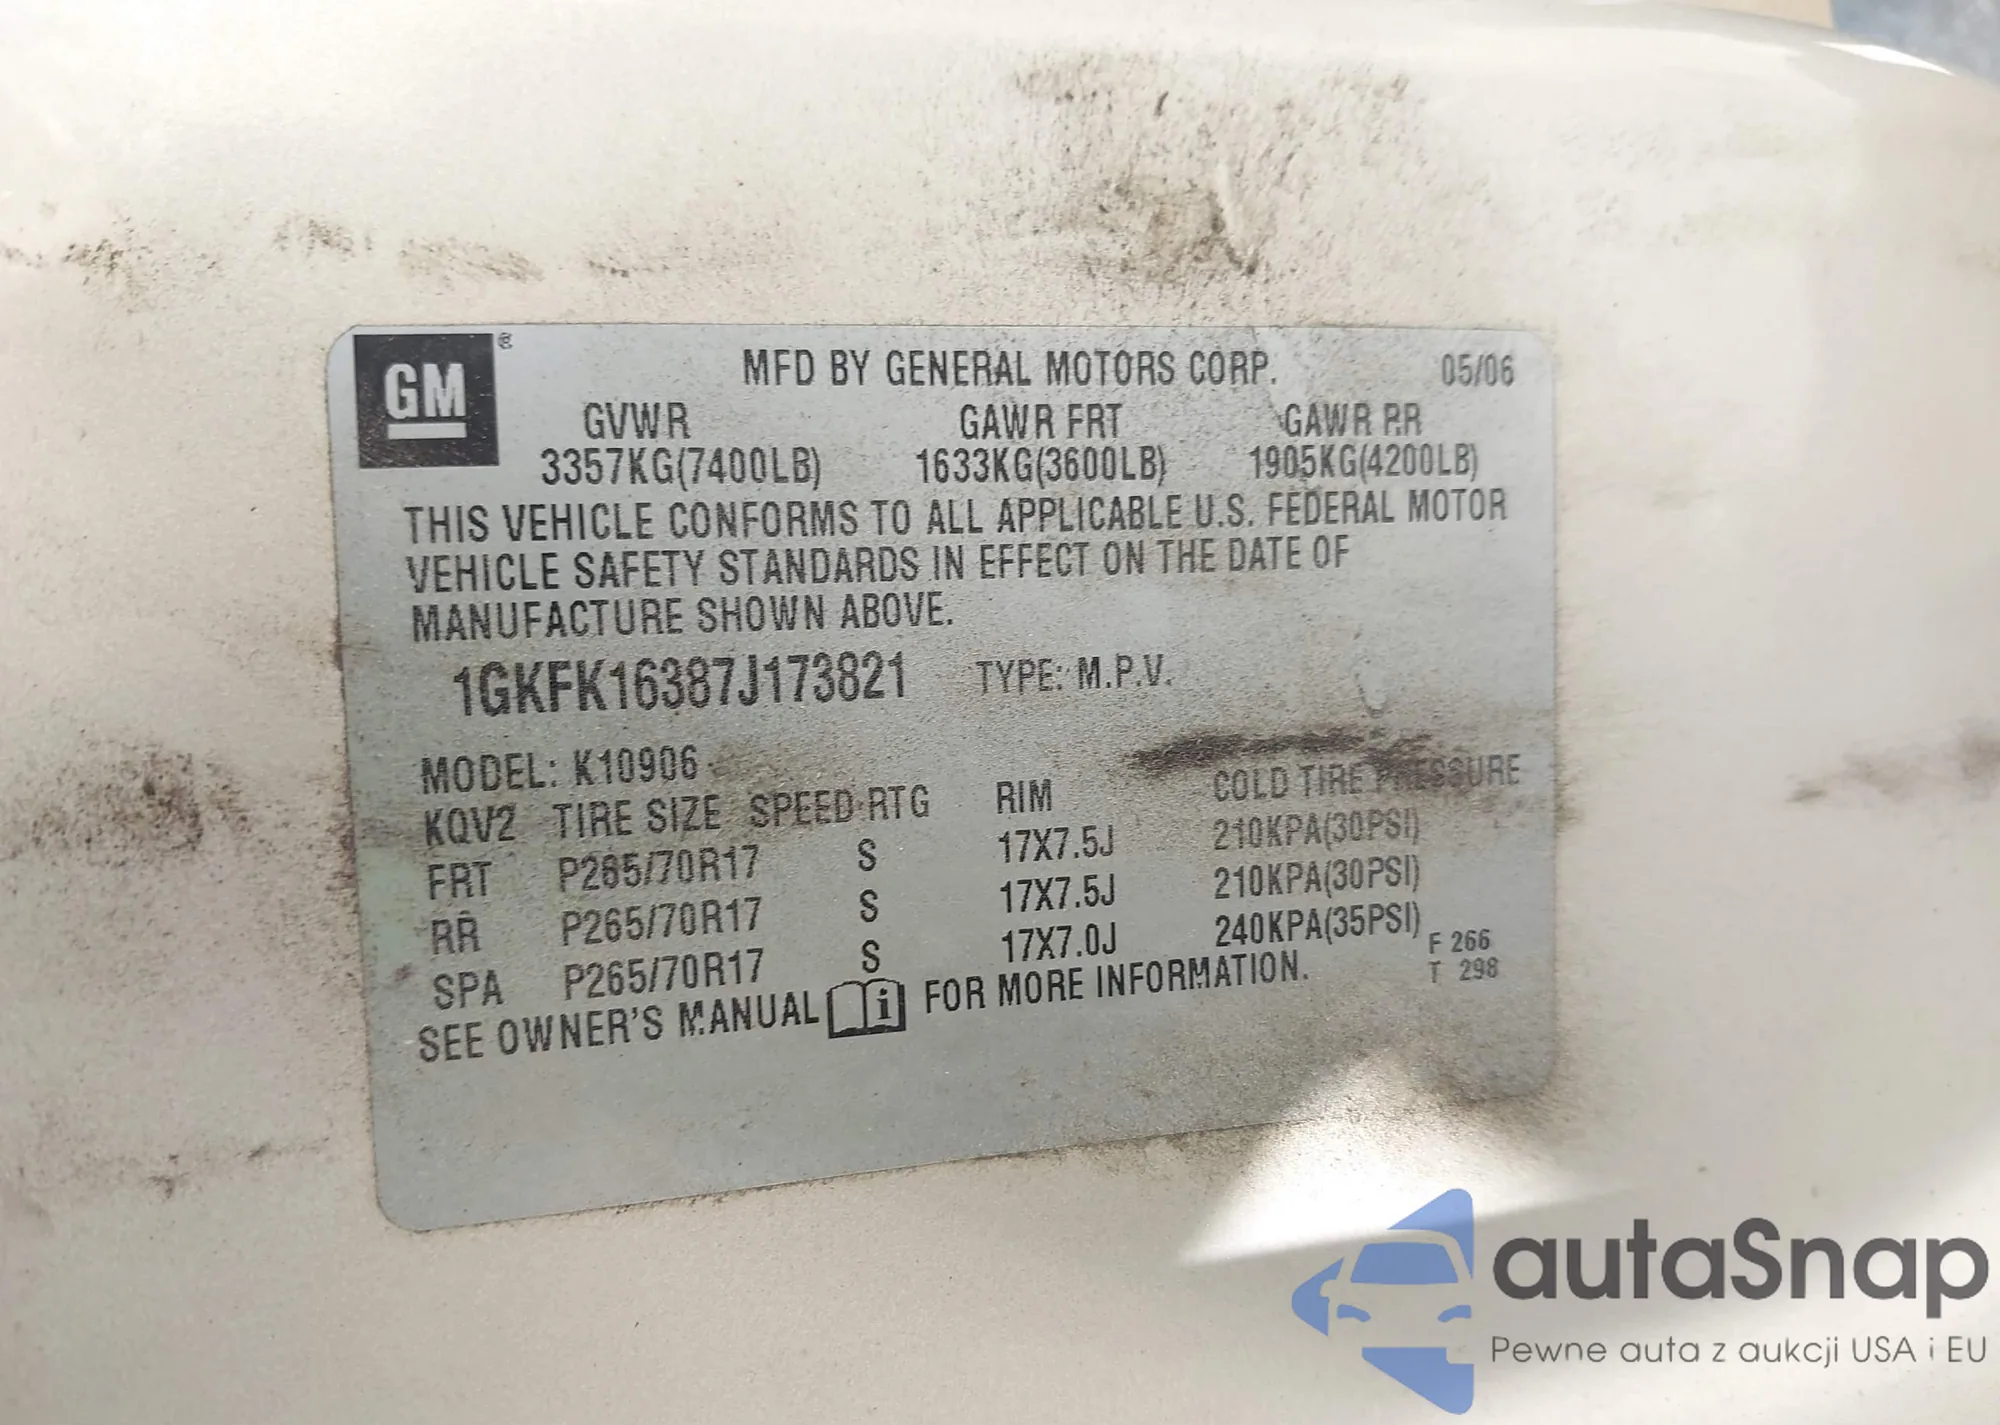 GM ®
MFD BY GENERAL MOTORS CORP. 05/06
GVWR GAWR FRT GAWR RR
3357KG(7400LB) 1633KG(3600LB) 1905KG(4200LB)
THIS VEHICLE CONFORMS TO ALL APPLICABLE U.S. FEDERAL MOTOR
VEHICLE SAFETY STANDARDS IN EFFECT ON THE DATE OF
MANUFACTURE SHOWN ABOVE.
1GKFK16387J173821 TYPE: M.P.V.
MODEL: K10906
KQV2 TIRE SIZE SPEED RTG RIM COLD TIRE PRESSURE
FRT P265/70R17 S 17X7.5J 210KPA(30PSI)
RR P265/70R17 S 17X7.5J 210KPA(30PSI)
SPA P265/70R17 S 17X7.0J 240KPA(35PSI) F 266
SEE OWNER'S MANUAL i FOR MORE INFORMATION. T 298
autaSnap
Pewne auta z aukcji USA i EU